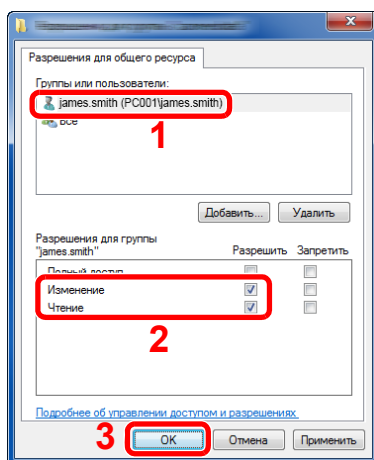 Разрешения для общего ресурса
Группы или пользователи:
james.smith (PC001\james.smith)
Все
1
Добавить... Удалить
Разрешения для группы
"james.smith" Разрешить Запретить
Полный доступ
Изменение
Чтение
2
Подробнее об управлении доступом и разрешениях
3
OK Отмена Применить